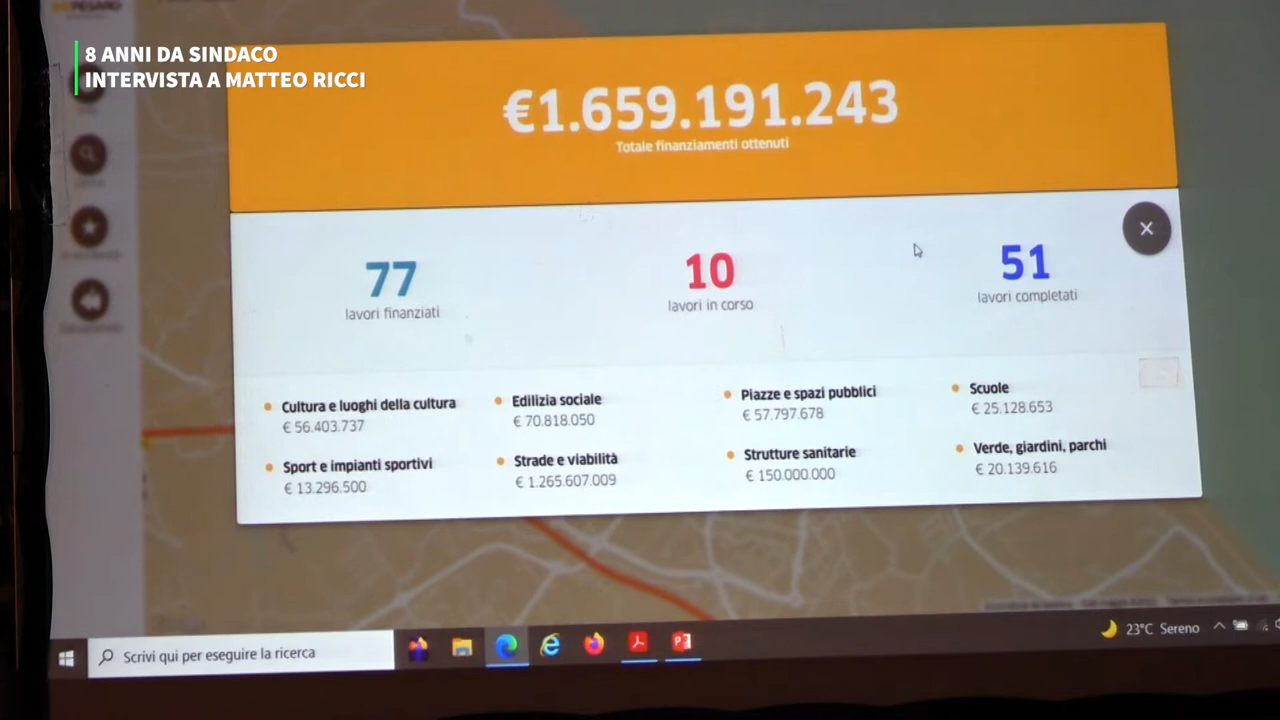 PESARO
8 ANNI DA SINDACO
INTERVISTA A MATTEO RICCI
€1.659.191.243
Totale finanziamenti ottenuti
77
lavori finanziati
10
lavori in corso
51
lavori completati
Cultura e luoghi della cultura
€ 56.403.737
Edilizia sociale
€ 70.818.050
Piazze e spazi pubblici
€ 57.797.678
Scuole
€ 25.128.653
Sport e impianti sportivi
€ 13.296.500
Strade e viabilità
€ 1.265.607.009
Strutture sanitarie
€ 150.000.000
Verde, giardini, parchi
€ 20.139.616
Scrivi qui per eseguire la ricerca
23°C Sereno